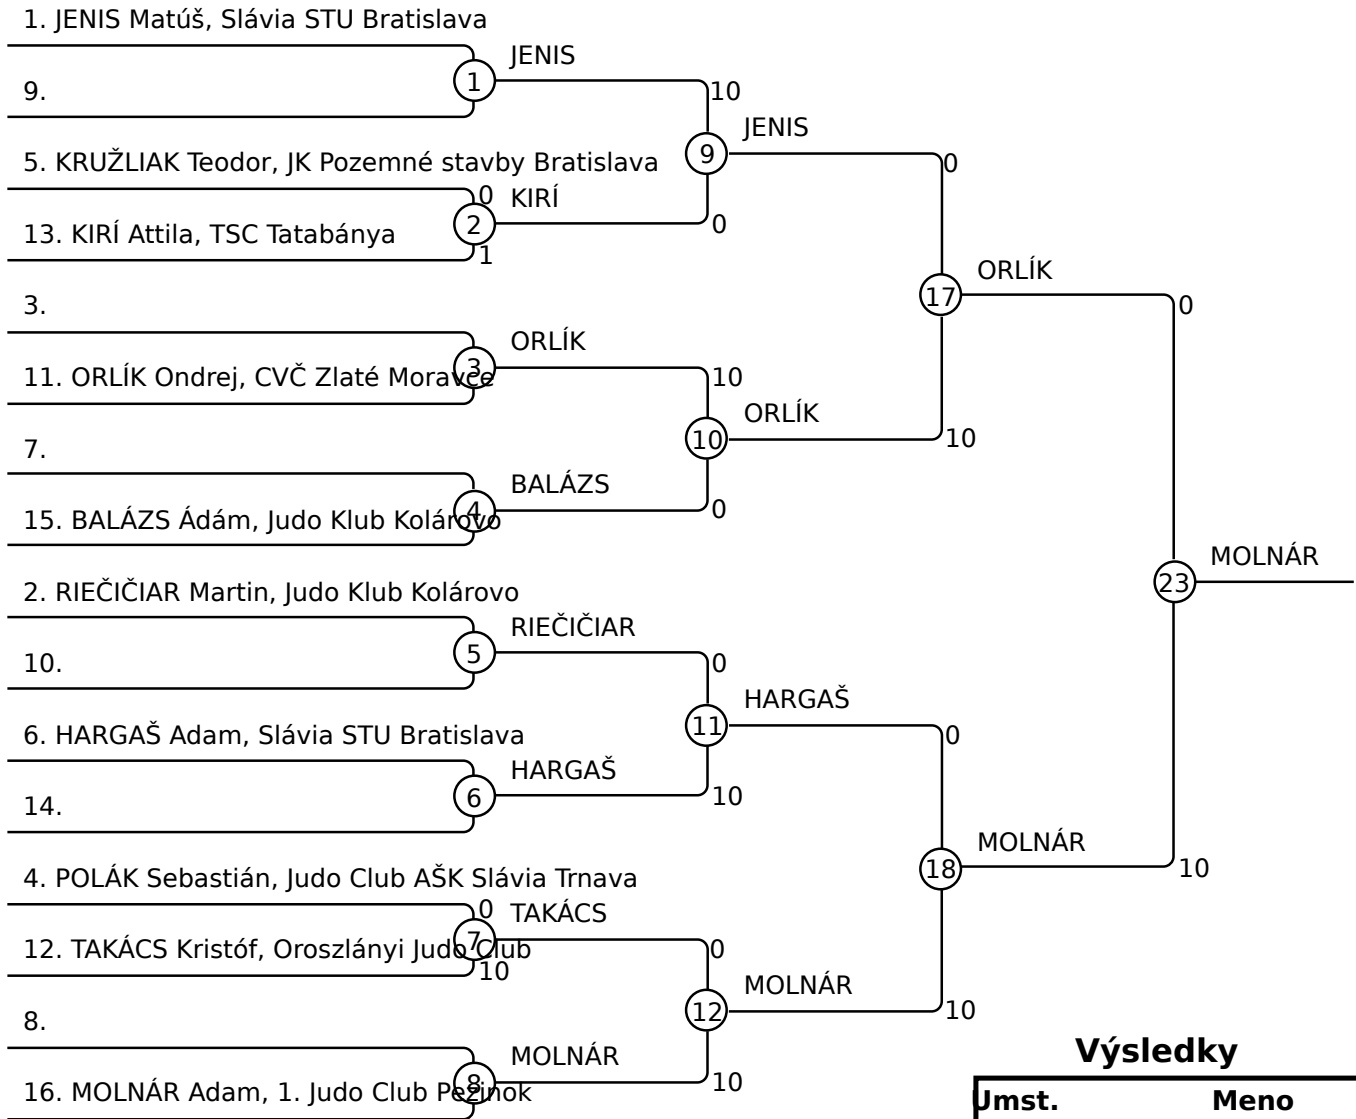 1. JENIS Matúš, Slávia STU Bratislava
JENIS
1
10
9.
JENIS
5. KRUŽLIAK Teodor, JK Pozemné stavby Bratislava
9
0
0
KIRÍ
2
0
13. KIRÍ Attila, TSC Tatabánya
1
ORLÍK
17
3.
0
ORLÍK
3
11. ORLÍK Ondrej, CVČ Zlaté Moravce
10
ORLÍK
10
10
7.
BALÁZS
4
0
15. BALÁZS Ádám, Judo Klub Kolárovo
MOLNÁR
23
2. RIEČIČIAR Martin, Judo Klub Kolárovo
RIEČIČIAR
5
0
10.
HARGAŠ
11
0
6. HARGAŠ Adam, Slávia STU Bratislava
HARGAŠ
6
10
14.
MOLNÁR
18
10
4. POLÁK Sebastián, Judo Club AŠK Slávia Trnava
0
TAKÁCS
7
0
12. TAKÁCS Kristóf, Oroszlányi Judo Club
10
MOLNÁR
12
10
8.
MOLNÁR
8
10
16. MOLNÁR Adam, 1. Judo Club Pezinok
Výsledky
Umst. Meno